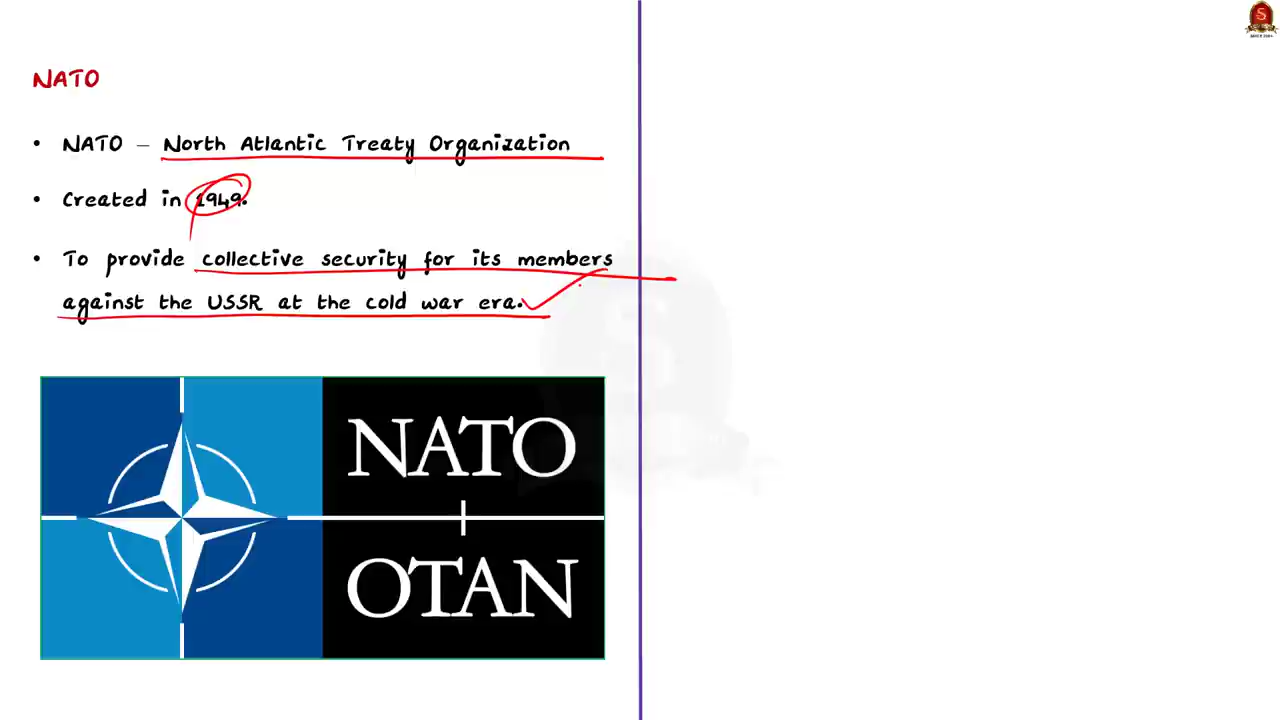 NATO
• NATO – North Atlantic Treaty Organization
• Created in 1949.
• To provide collective security for its members
against the USSR at the cold war era.
NATO
OTAN